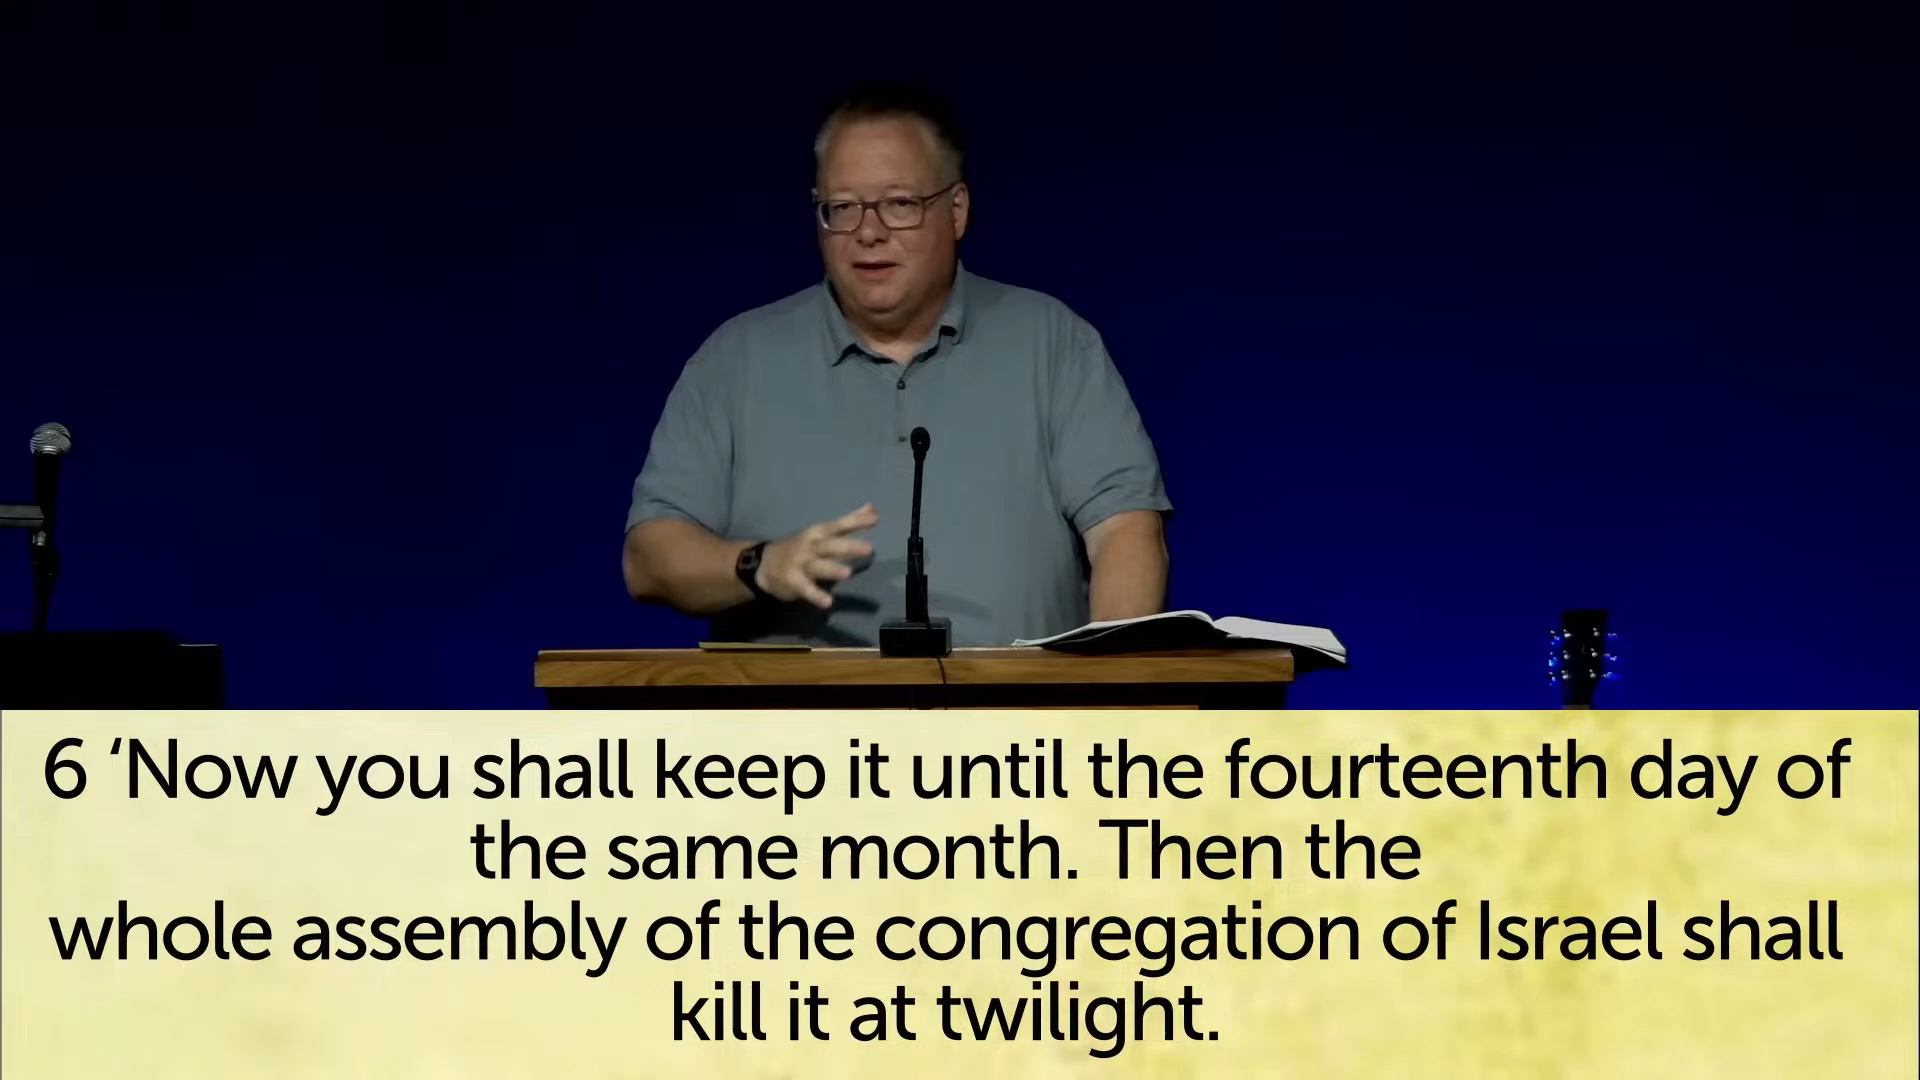 6 ‘Now you shall keep it until the fourteenth day of
the same month. Then the
whole assembly of the congregation of Israel shall
kill it at twilight.